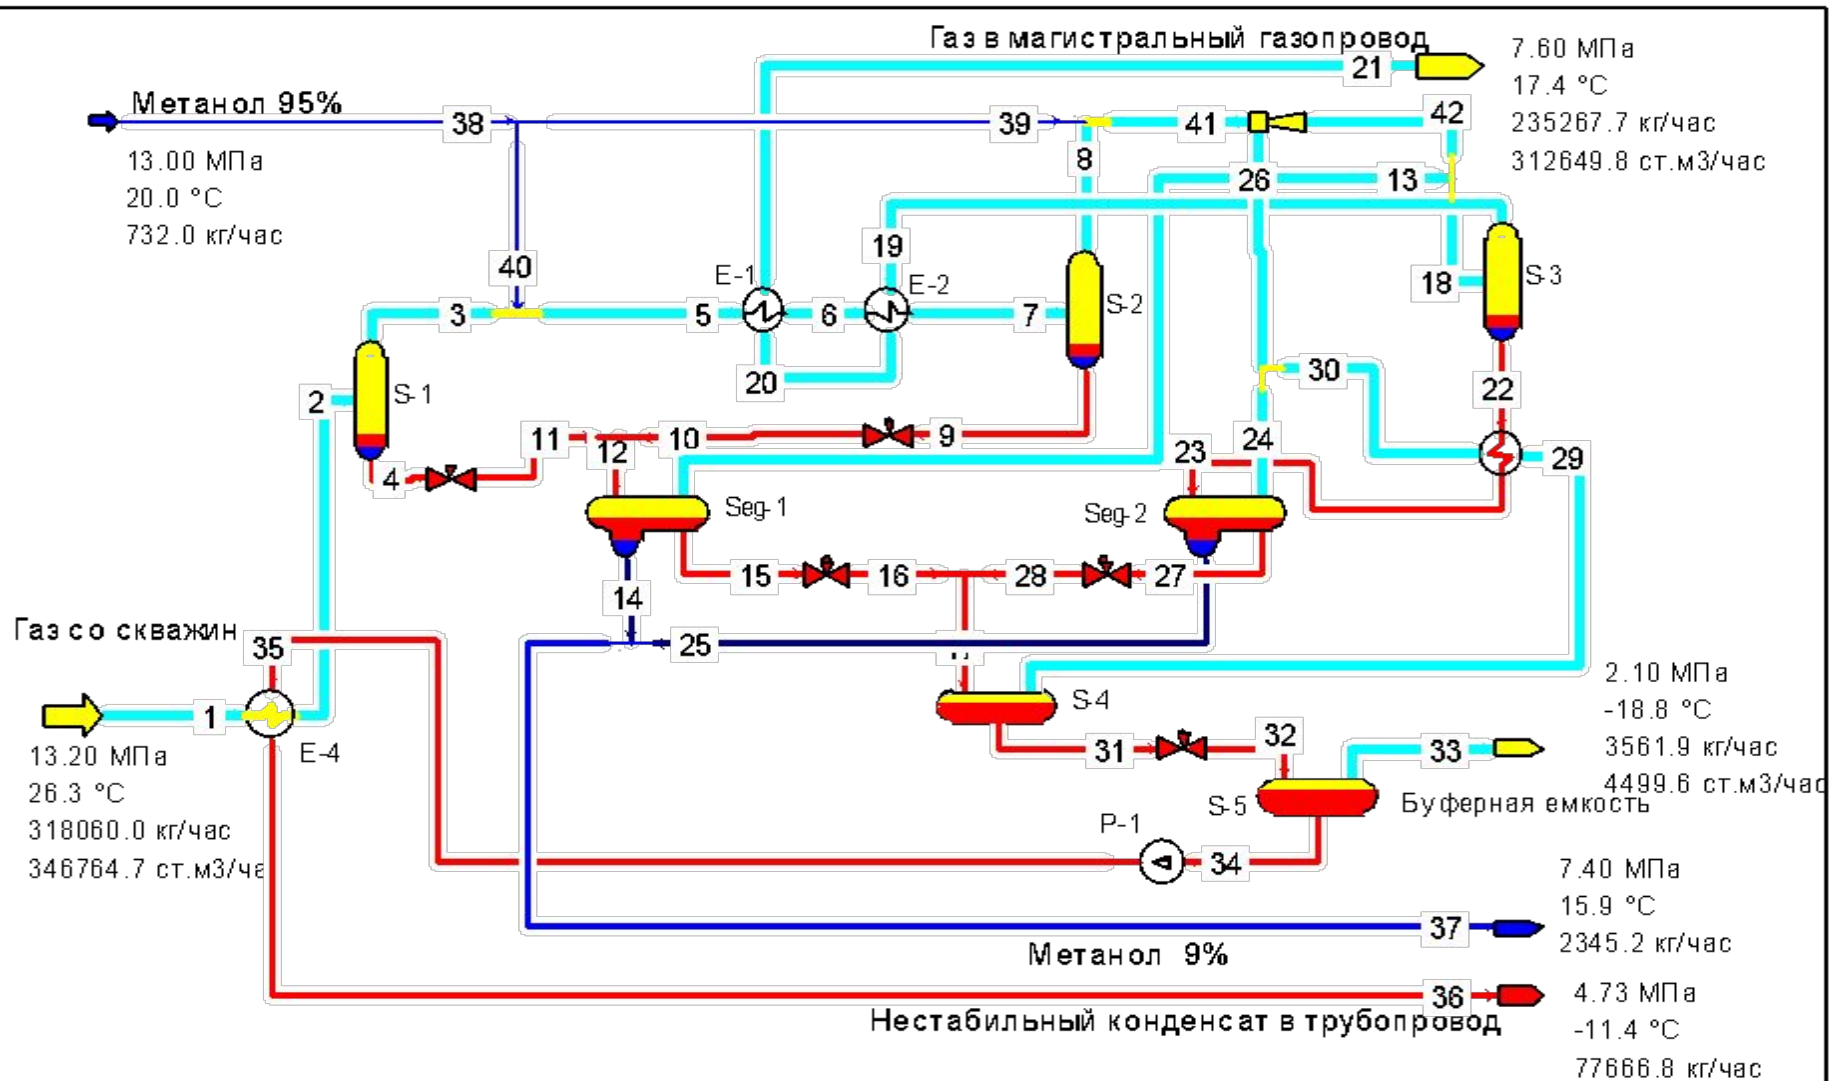 Газ в магистральный газопровод
21
7.60 МПа
17.4 °C
235267.7 кг/час
312649.8 ст.м3/час
Метанол 95%
38
39
41
42
13.00 МПа
20.0 °C
732.0 кг/час
8
26
13
40
E-1
19
E-2
18
S-3
3
5
6
7
S-2
20
30
22
2
S-1
11
12
10
9
23
24
29
4
Seg-1
Seg-2
15
16
28
27
14
25
Газ со скважин
35
1
E-4
13.20 МПа
26.3 °C
318060.0 кг/час
346764.7 ст.м3/ча
S-4
2.10 МПа
-18.8 °C
3561.9 кг/час
4499.6 ст.м3/час
31
32
33
S-5
Буферная емкость
P-1
34
7.40 МПа
15.9 °C
2345.2 кг/час
37
Метанол 9%
36
Нестабильный конденсат в трубопровод
4.73 МПа
-11.4 °C
77666.8 кг/час